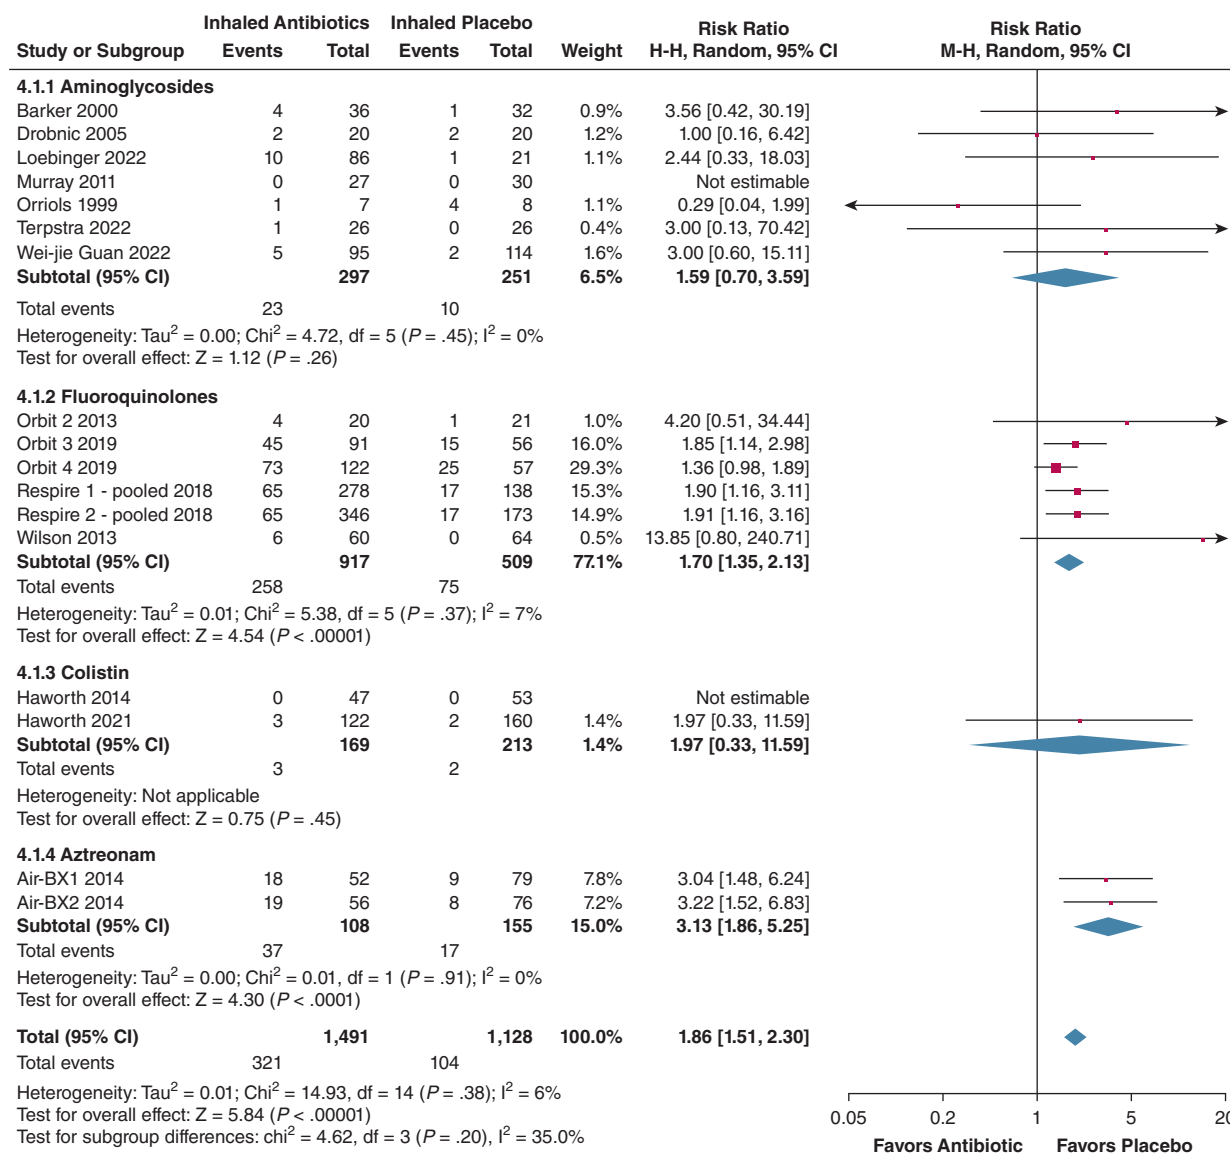 Inhaled Antibiotics Inhaled Placebo Risk Ratio Risk Ratio
Study or Subgroup Events Total Events Total Weight H-H, Random, 95% CI M-H, Random, 95% CI
4.1.1 Aminoglycosides
Barker 2000 4 36 1 32 0.9% 3.56 [0.42, 30.19]
Drobnic 2005 2 20 2 20 1.2% 1.00 [0.16, 6.42]
Loebinger 2022 10 86 1 21 1.1% 2.44 [0.33, 18.03]
Murray 2011 0 27 0 30 Not estimable
Orriols 1999 1 7 4 8 1.1% 0.29 [0.04, 1.99]
Terpstra 2022 1 26 0 26 0.4% 3.00 [0.13, 70.42]
Wei-jie Guan 2022 5 95 2 114 1.6% 3.00 [0.60, 15.11]
Subtotal (95% CI) 297 251 6.5% 1.59 [0.70, 3.59]
Total events 23 10
Heterogeneity: Tau² = 0.00; Chi² = 4.72, df = 5 (P = .45); I² = 0%
Test for overall effect: Z = 1.12 (P = .26)
4.1.2 Fluoroquinolones
Orbit 2 2013 4 20 1 21 1.0% 4.20 [0.51, 34.44]
Orbit 3 2019 45 91 15 56 16.0% 1.85 [1.14, 2.98]
Orbit 4 2019 73 122 25 57 29.3% 1.36 [0.98, 1.89]
Respire 1 - pooled 2018 65 278 17 138 15.3% 1.90 [1.16, 3.11]
Respire 2 - pooled 2018 65 346 17 173 14.9% 1.91 [1.16, 3.16]
Wilson 2013 6 60 0 64 0.5% 13.85 [0.80, 240.71]
Subtotal (95% CI) 917 509 77.1% 1.70 [1.35, 2.13]
Total events 258 75
Heterogeneity: Tau² = 0.01; Chi² = 5.38, df = 5 (P = .37); I² = 7%
Test for overall effect: Z = 4.54 (P < .00001)
4.1.3 Colistin
Haworth 2014 0 47 0 53 Not estimable
Haworth 2021 3 122 2 160 1.4% 1.97 [0.33, 11.59]
Subtotal (95% CI) 169 213 1.4% 1.97 [0.33, 11.59]
Total events 3 2
Heterogeneity: Not applicable
Test for overall effect: Z = 0.75 (P = .45)
4.1.4 Aztreonam
Air-BX1 2014 18 52 9 79 7.8% 3.04 [1.48, 6.24]
Air-BX2 2014 19 56 8 76 7.2% 3.22 [1.52, 6.83]
Subtotal (95% CI) 108 155 15.0% 3.13 [1.86, 5.25]
Total events 37 17
Heterogeneity: Tau² = 0.00; Chi² = 0.01, df = 1 (P = .91); I² = 0%
Test for overall effect: Z = 4.30 (P < .0001)
Total (95% CI) 1,491 1,128 100.0% 1.86 [1.51, 2.30]
Total events 321 104
Heterogeneity: Tau² = 0.01; Chi² = 14.93, df = 14 (P = .38); I² = 6%
Test for overall effect: Z = 5.84 (P < .00001)
Test for subgroup differences: chi² = 4.62, df = 3 (P = .20), I² = 35.0%
0.05 0.2 1 5 20
Favors Antibiotic Favors Placebo